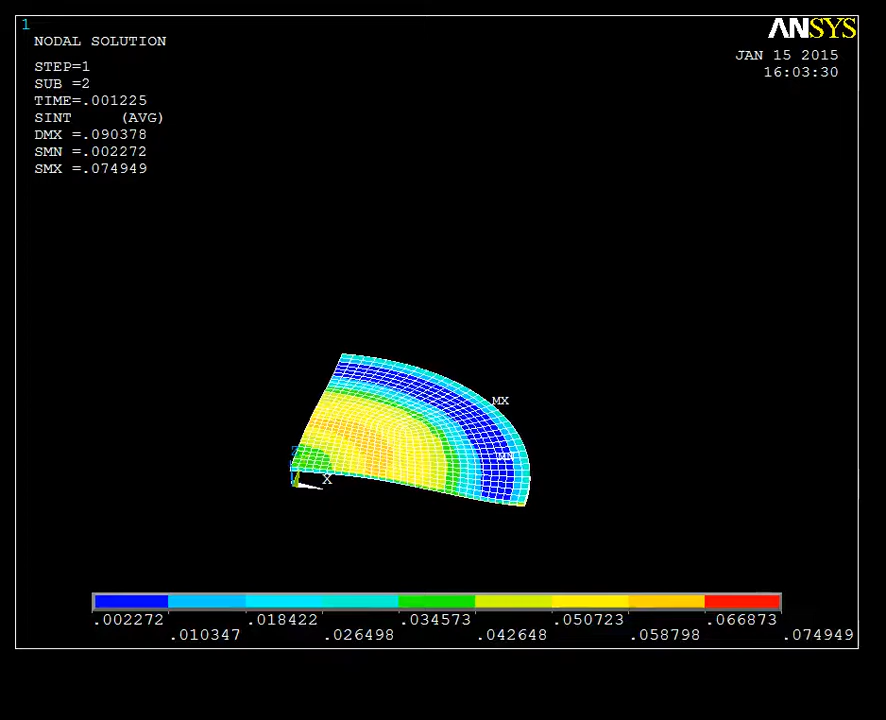 1
ANSYS
NODAL SOLUTION
JAN 15 2015
16:03:30
STEP=1
SUB =2
TIME=.001225
SINT (AVG)
DMX =.090378
SMN =.002272
SMX =.074949
MX
MN
Z
X
.002272 .018422 .034573 .050723 .066873
.010347 .026498 .042648 .058798 .074949